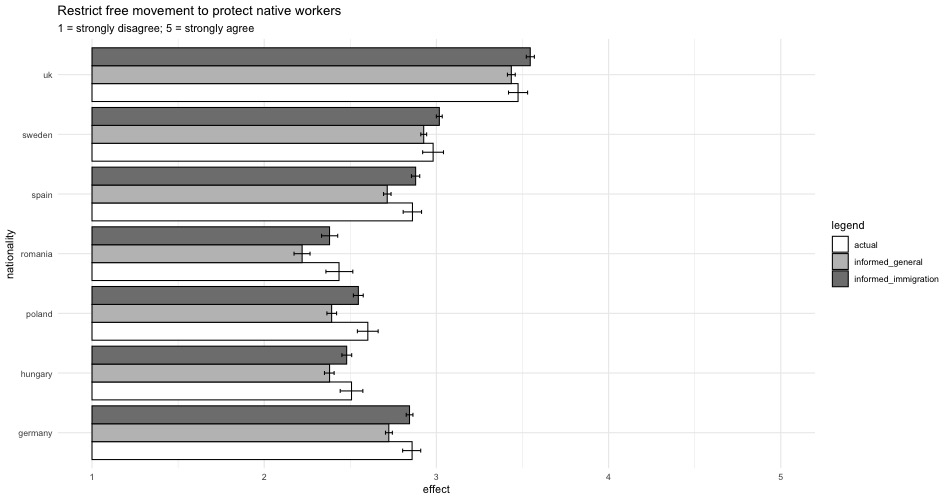 Restrict free movement to protect native workers
1 = strongly disagree; 5 = strongly agree
nationality
uk
sweden
spain
romania
poland
hungary
germany
1 2 3 4 5
effect
legend
actual
informed_general
informed_immigration